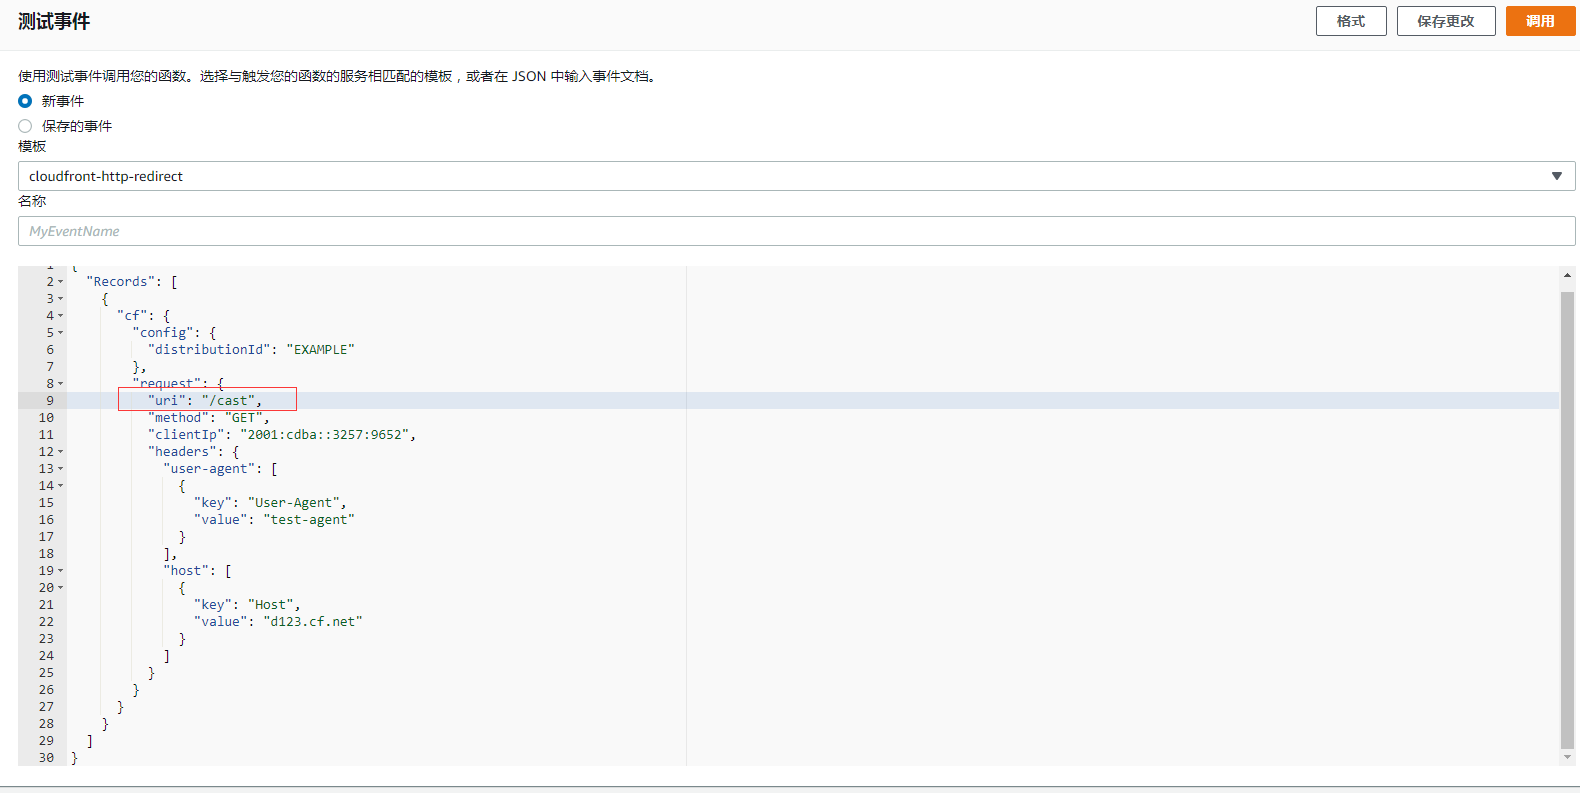 测试事件
格式
保存更改
调用
使用测试事件调用您的函数。选择与触发您的函数的服务相匹配的模板，或者在 JSON 中输入事件文档。
新事件
保存的事件
模板
cloudfront-http-redirect
名称
MyEventName
1 {
2 "Records": [
3 {
4 "cf": {
5 "config": {
6 "distributionId": "EXAMPLE"
7 },
8 "request": {
9 "uri": "/cast",
10 "method": "GET",
11 "clientIp": "2001:cdba::3257:9652",
12 "headers": {
13 "user-agent": [
14 {
15 "key": "User-Agent",
16 "value": "test-agent"
17 }
18 ],
19 "host": [
20 {
21 "key": "Host",
22 "value": "d123.cf.net"
23 }
24 ]
25 }
26 }
27 }
28 }
29 ]
30 }